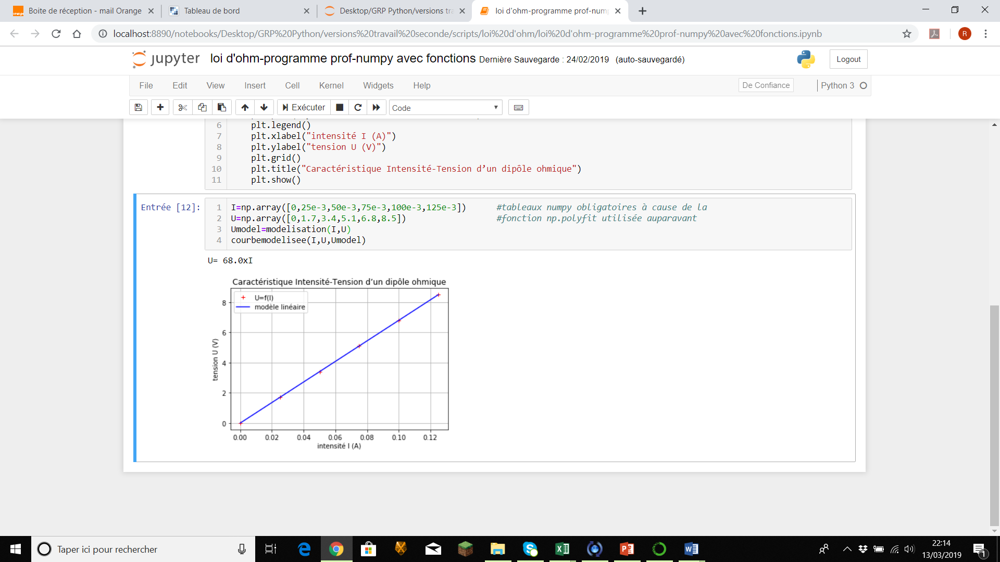 Boite de réception - mail Orange
Tableau de bord
Desktop/GRP Python/versions tra
loi d'ohm-programme prof-nump
localhost:8890/notebooks/Desktop/GRP%20Python/versions%20travail%20seconde/scripts/loi%20d'ohm/loi%20d'ohm-programme%20prof-numpy%20avec%20fonctions.ipynb
R
jupyter loi d'ohm-programme prof-numpy avec fonctions Dernière Sauvegarde : 24/02/2019 (auto-sauvegardé)
Logout
File Edit View Insert Cell Kernel Widgets Help
De Confiance
Python 3
Exécuter
Code
6 plt.legend()
7 plt.xlabel("intensité I (A)")
8 plt.ylabel("tension U (V)")
9 plt.grid()
10 plt.title("Caractéristique Intensité-Tension d’un dipôle ohmique")
11 plt.show()
Entrée [12]:
1 I=np.array([0,25e-3,50e-3,75e-3,100e-3,125e-3]) #tableaux numpy obligatoires à cause de la
2 U=np.array([0,1.7,3.4,5.1,6.8,8.5]) #fonction np.polyfit utilisée auparavant
3 Umodel=modelisation(I,U)
4 courbemodelisee(I,U,Umodel)
U= 68.0xI
Caractéristique Intensité-Tension d’un dipôle ohmique
U=f(I)
modèle linéaire
8
6
4
2
0
tension U (V)
0.00 0.02 0.04 0.06 0.08 0.10 0.12
intensité I (A)
Taper ici pour rechercher
22:14
13/03/2019
1